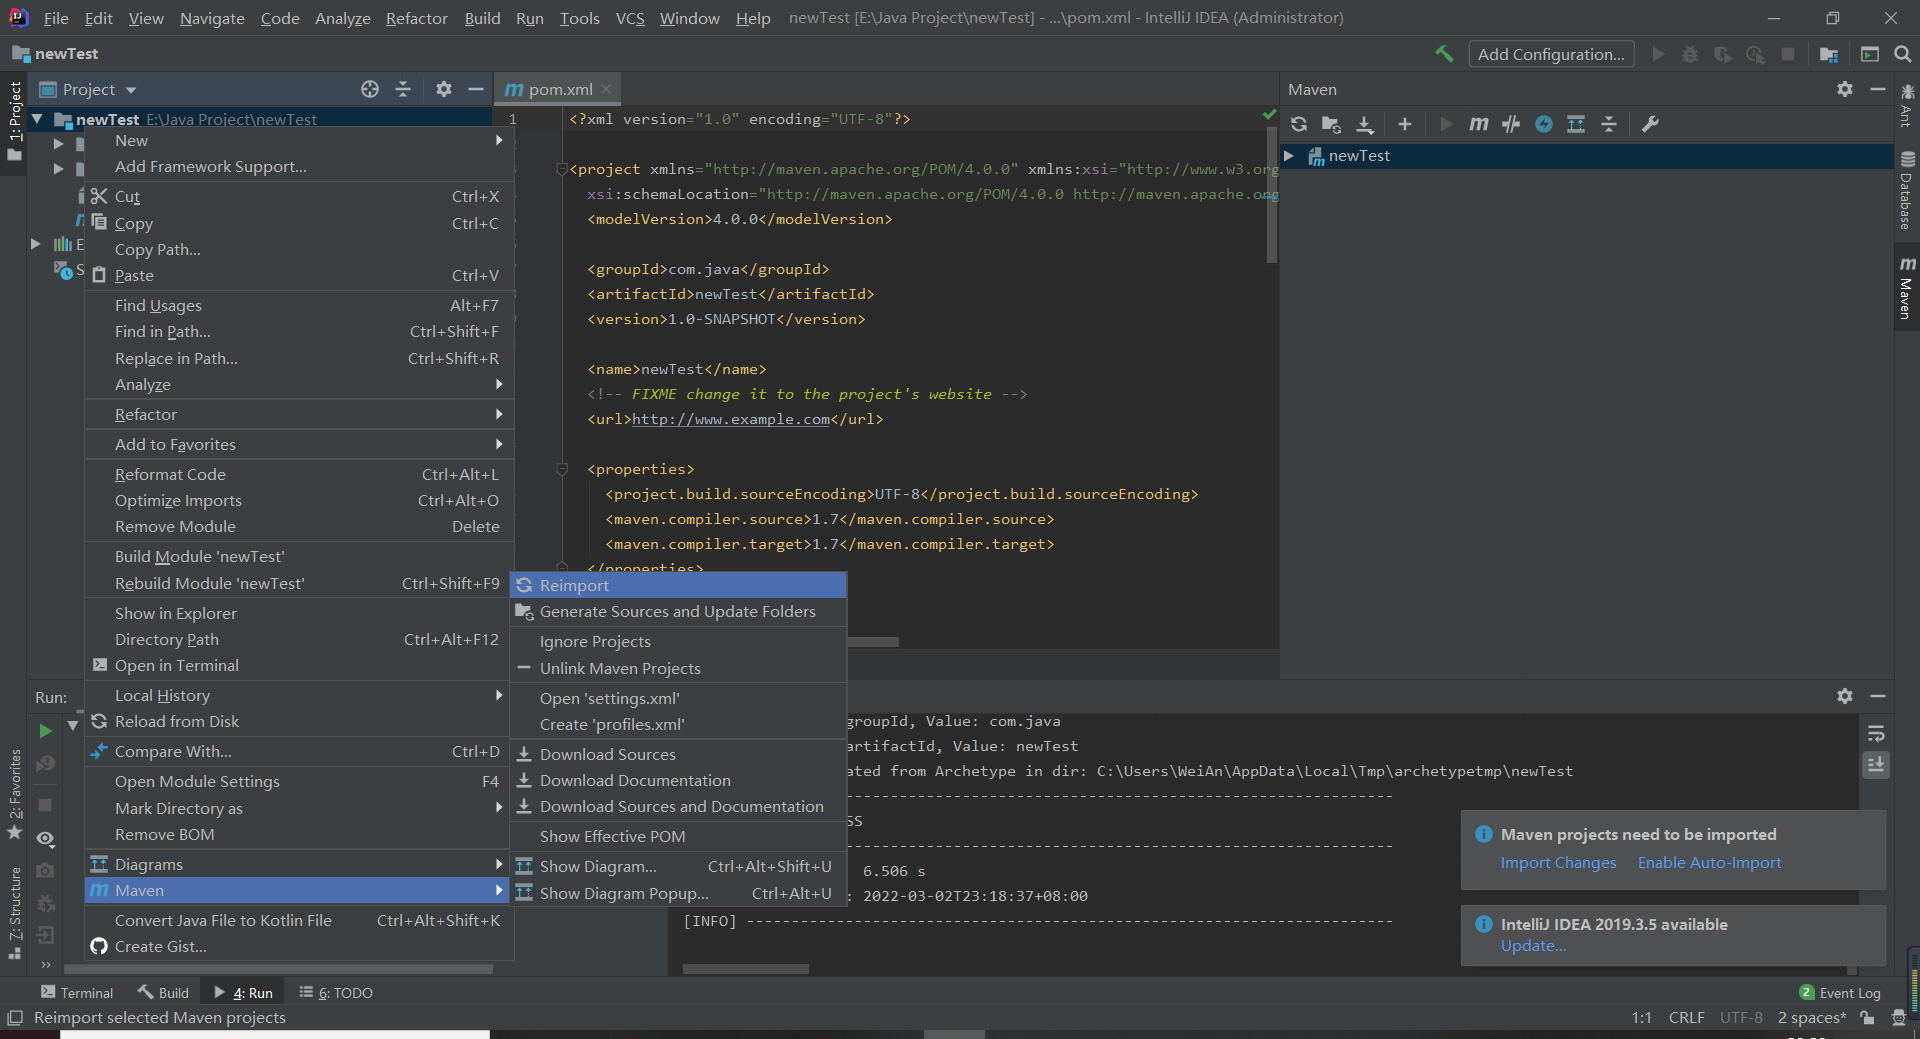 File Edit View Navigate Code Analyze Refactor Build Run Tools VCS Window Help newTest [E:\Java Project\newTest] - ...\pom.xml - IntelliJ IDEA (Administrator)
newTest
Add Configuration...
1: Project
Project
pom.xml
Maven
Ant
Database
Maven
newTest E:\Java Project\newTest
newTest
E
S
New
Add Framework Support...
Cut Ctrl+X
Copy Ctrl+C
Copy Path...
Paste Ctrl+V
Find Usages Alt+F7
Find in Path... Ctrl+Shift+F
Replace in Path... Ctrl+Shift+R
Analyze
Refactor
Add to Favorites
Reformat Code Ctrl+Alt+L
Optimize Imports Ctrl+Alt+O
Remove Module Delete
Build Module 'newTest'
Rebuild Module 'newTest' Ctrl+Shift+F9
Show in Explorer
Directory Path Ctrl+Alt+F12
Open in Terminal
Local History
Reload from Disk
Compare With... Ctrl+D
Open Module Settings F4
Mark Directory as
Remove BOM
Diagrams
Maven
Convert Java File to Kotlin File Ctrl+Alt+Shift+K
Create Gist...
1 <?xml version="1.0" encoding="UTF-8"?>
<project xmlns="http://maven.apache.org/POM/4.0.0" xmlns:xsi="http://www.w3.org
xsi:schemaLocation="http://maven.apache.org/POM/4.0.0 http://maven.apache.org
<modelVersion>4.0.0</modelVersion>
<groupId>com.java</groupId>
<artifactId>newTest</artifactId>
<version>1.0-SNAPSHOT</version>
<name>newTest</name>
<!-- FIXME change it to the project's website -->
<url>http://www.example.com</url>
<properties>
<project.build.sourceEncoding>UTF-8</project.build.sourceEncoding>
<maven.compiler.source>1.7</maven.compiler.source>
<maven.compiler.target>1.7</maven.compiler.target>
</properties>
Reimport
Generate Sources and Update Folders
Ignore Projects
Unlink Maven Projects
Open 'settings.xml'
Create 'profiles.xml'
Download Sources
Download Documentation
Download Sources and Documentation
Show Effective POM
Show Diagram... Ctrl+Alt+Shift+U
Show Diagram Popup... Ctrl+Alt+U
Run:
groupId, Value: com.java
artifactId, Value: newTest
ated from Archetype in dir: C:\Users\WeiAn\AppData\Local\Tmp\archetypetmp\newTest
------------------------------------------------------------------------
SS
------------------------------------------------------------------------
6.506 s
: 2022-03-02T23:18:37+08:00
[INFO] ------------------------------------------------------------------------
Maven projects need to be imported
Import Changes Enable Auto-Import
IntelliJ IDEA 2019.3.5 available
Update...
2: Favorites
7: Structure
Terminal Build 4: Run 6: TODO
2 Event Log
Reimport selected Maven projects
1:1 CRLF UTF-8 2 spaces*